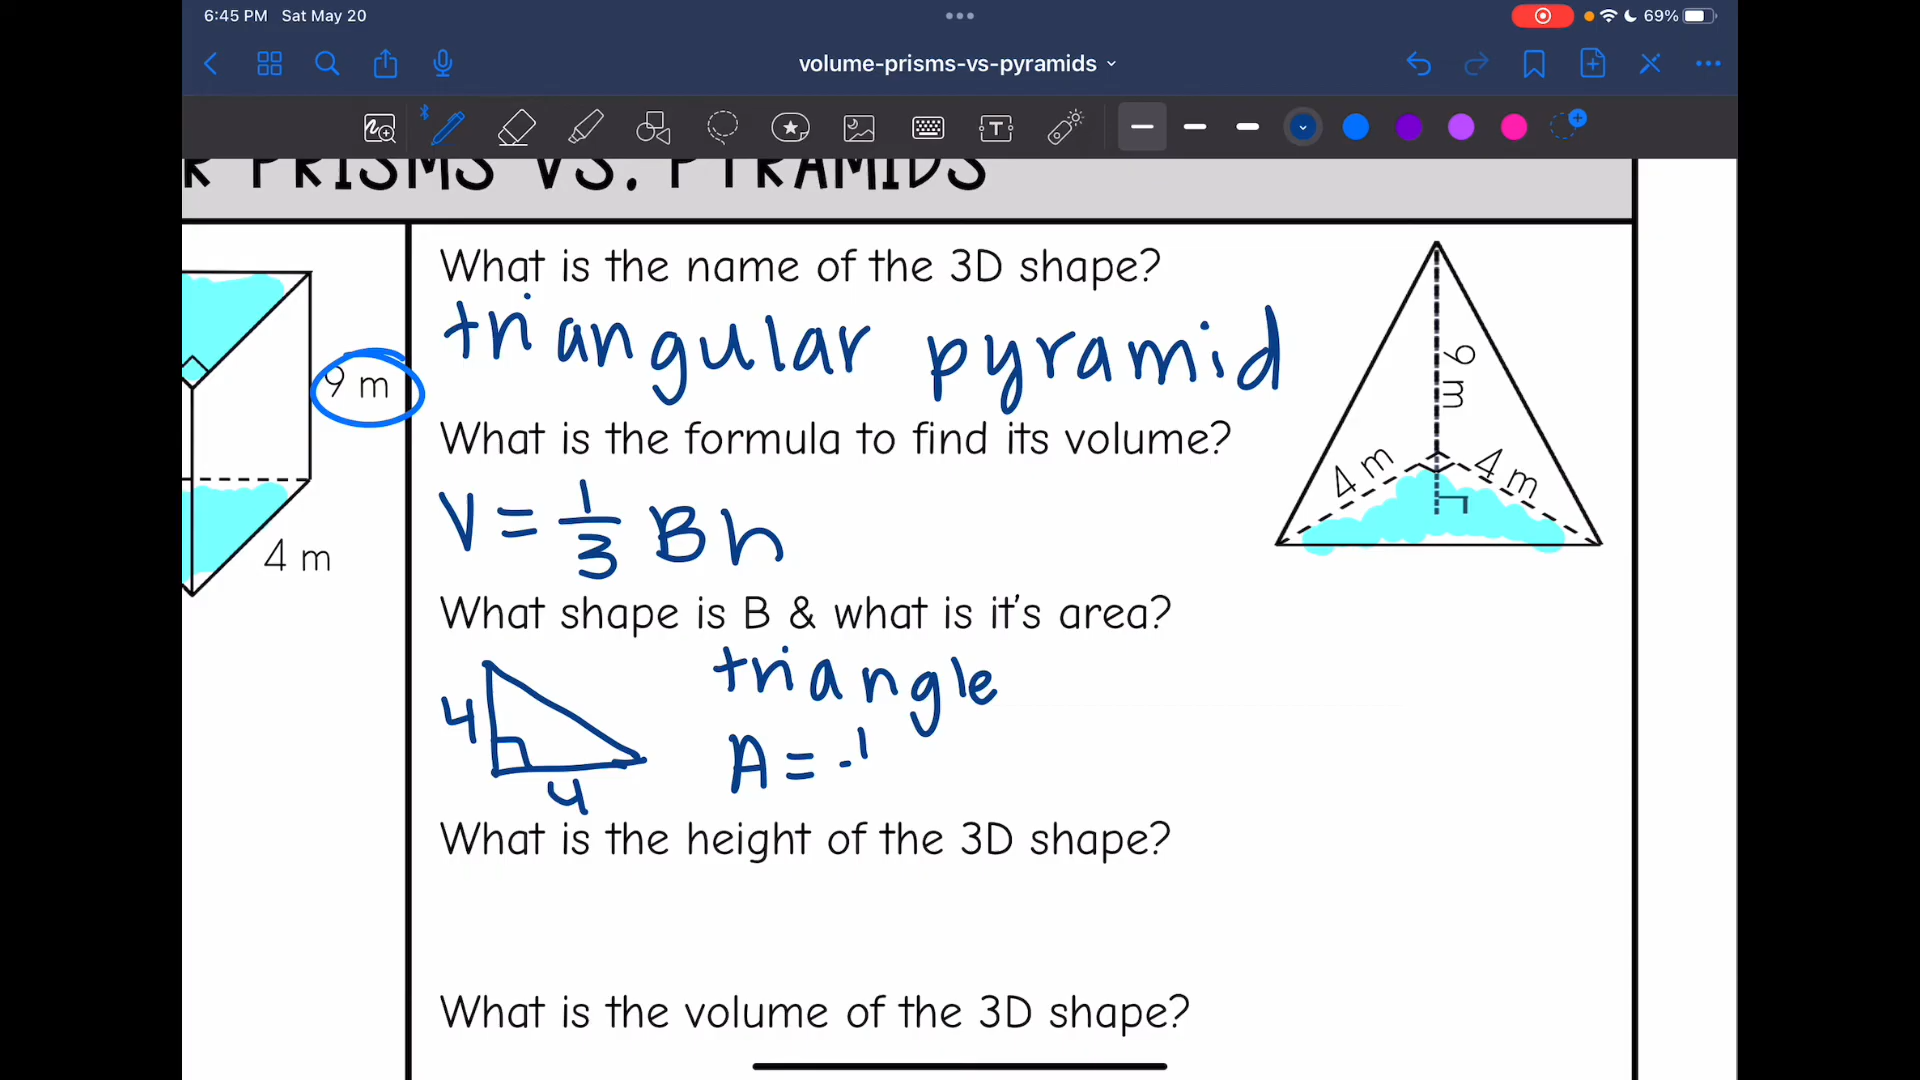 6:45 PM Sat May 20
69%
volume-prisms-vs-pyramids
R PRISMS VS. PYRAMIDS
9 m
4 m
What is the name of the 3D shape?
triangular pyramid
9 m
4 m
4 m
What is the formula to find its volume?
V = 1/3 Bh
What shape is B & what is it's area?
triangle
4
4
A = -1
What is the height of the 3D shape?
What is the volume of the 3D shape?